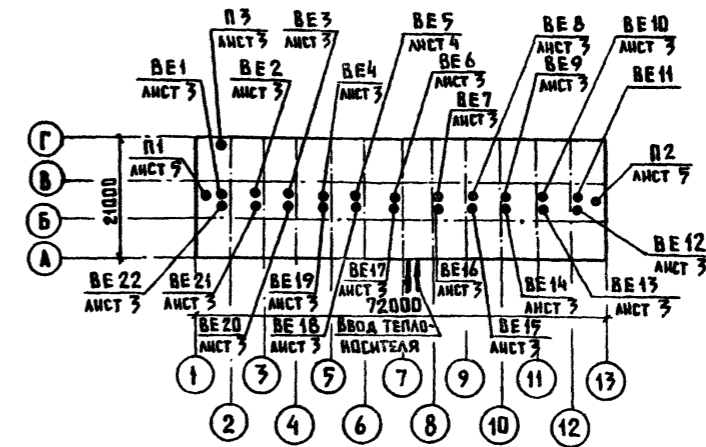 П3
ЛИСТ 3
ВЕ3
ЛИСТ 3
ВЕ5
ЛИСТ 4
ВЕ8
ЛИСТ 3
ВЕ10
ЛИСТ 3
ВЕ1
ЛИСТ 3
ВЕ2
ЛИСТ 3
ВЕ4
ЛИСТ 3
ВЕ6
ЛИСТ 3
ВЕ9
ЛИСТ 3
ВЕ11
ВЕ7
ЛИСТ 3
Г
В
Б
А
21000
П1
ЛИСТ 5
П2
ЛИСТ 5
ВЕ12
ЛИСТ 3
ВЕ22
ЛИСТ 3
ВЕ21
ЛИСТ 3
ВЕ19
ЛИСТ 3
ВЕ17
ЛИСТ 3
ВЕ16
ЛИСТ 3
ВЕ14
ЛИСТ 3
ВЕ13
ЛИСТ 3
72000
ВЕ20
ЛИСТ 3
ВЕ18
ЛИСТ 3
ВВОД ТЕПЛО-
НОСИТЕЛЯ
ВЕ15
ЛИСТ 3
1 3 5 7 9 11 13
2 4 6 8 10 12